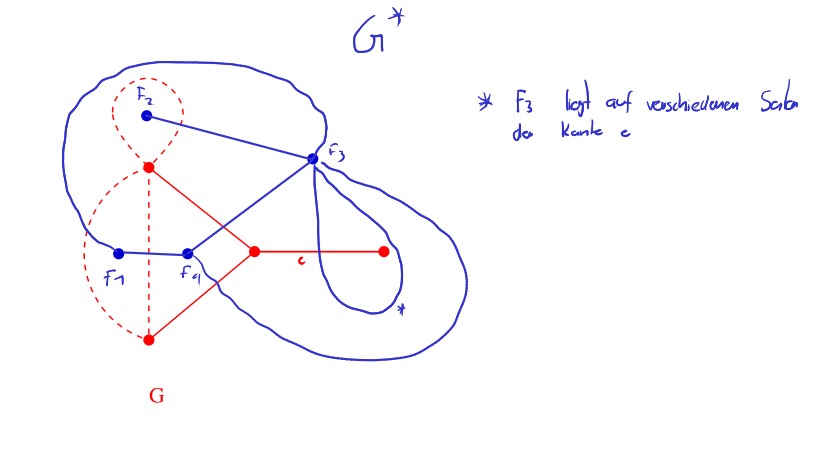 G*
F₂
* F₃ liegt auf verschiedenen Seiten
der Kante e
F₃
F₁
F₄
e
*
G